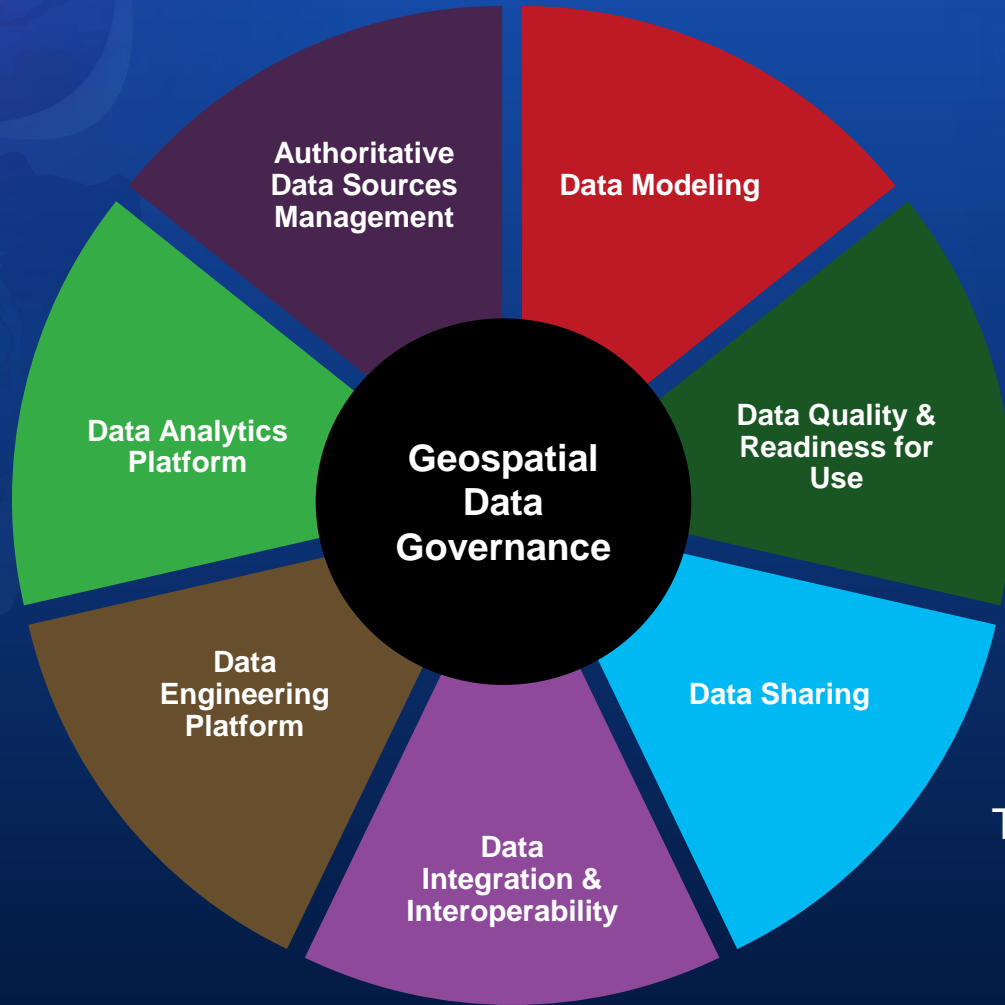 Authoritative
Data Sources
Management
Data Modeling
Data Quality &
Readiness for
Use
Data Sharing
Data
Integration &
Interoperability
Data
Engineering
Platform
Data Analytics
Platform
Geospatial
Data
Governance
T